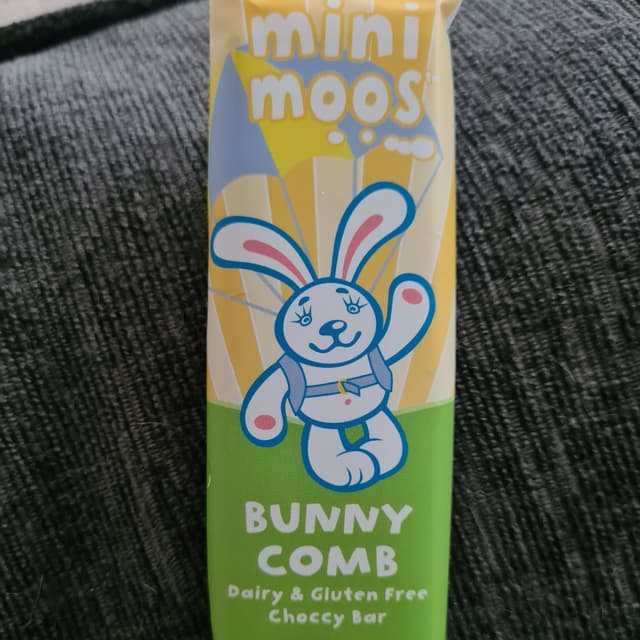 mini
moos
BUNNY
COMB
Dairy & Gluten Free
Choccy Bar